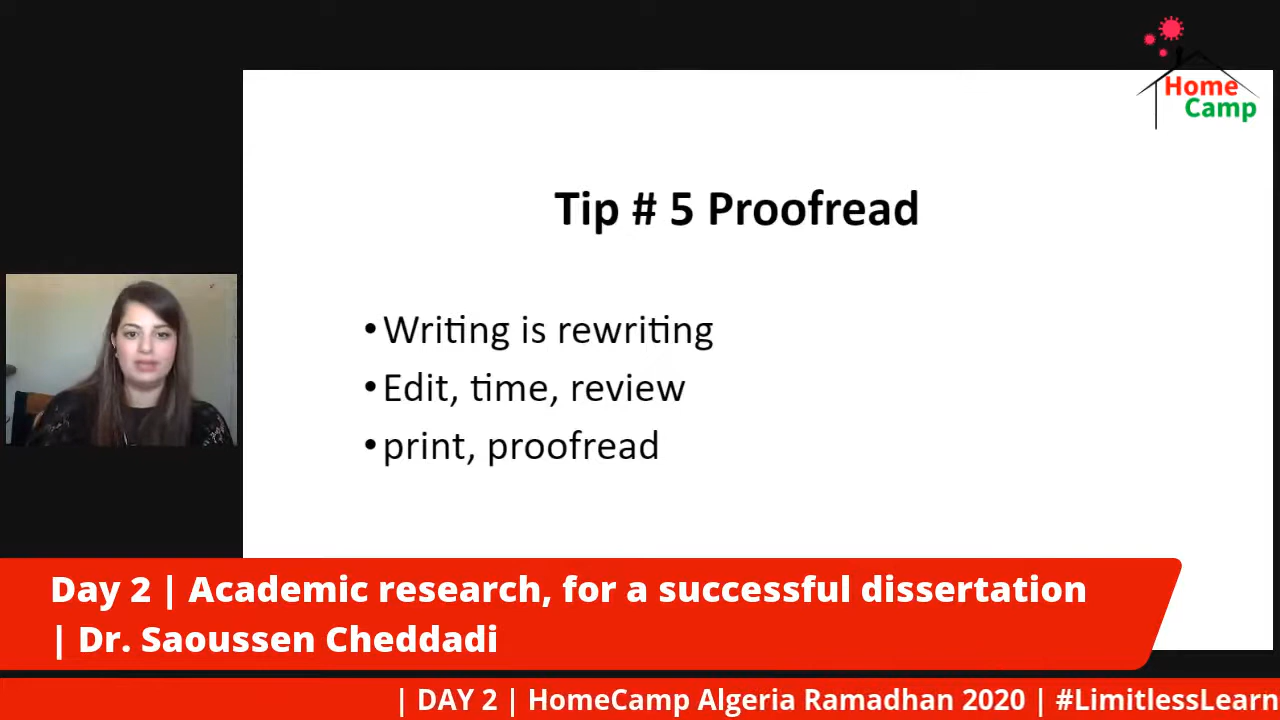 Home
Camp
Tip # 5 Proofread
•Writing is rewriting
•Edit, time, review
•print, proofread
Day 2 | Academic research, for a successful dissertation
| Dr. Saoussen Cheddadi
| DAY 2 | HomeCamp Algeria Ramadhan 2020 | #LimitlessLearn